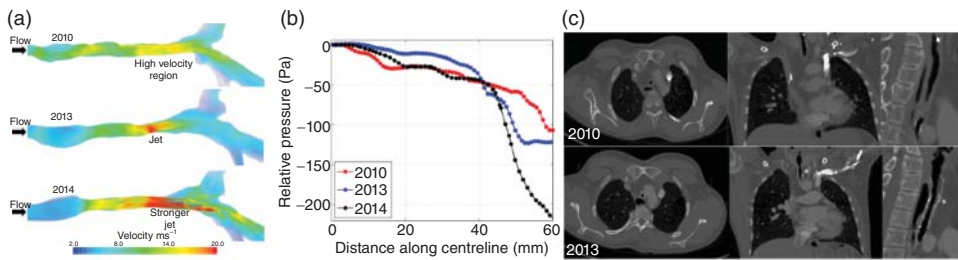 (a)
2010
Flow
High velocity
region
2013
Flow
Jet
2014
Flow
Stronger
jet
Velocity ms⁻¹
2.0 8.0 14.0 20.0
(b)
Relative pressure (Pa)
0
−50
−100
−150
−200
2010
2013
2014
0 20 40 60
Distance along centreline (mm)
(c)
2010
2013